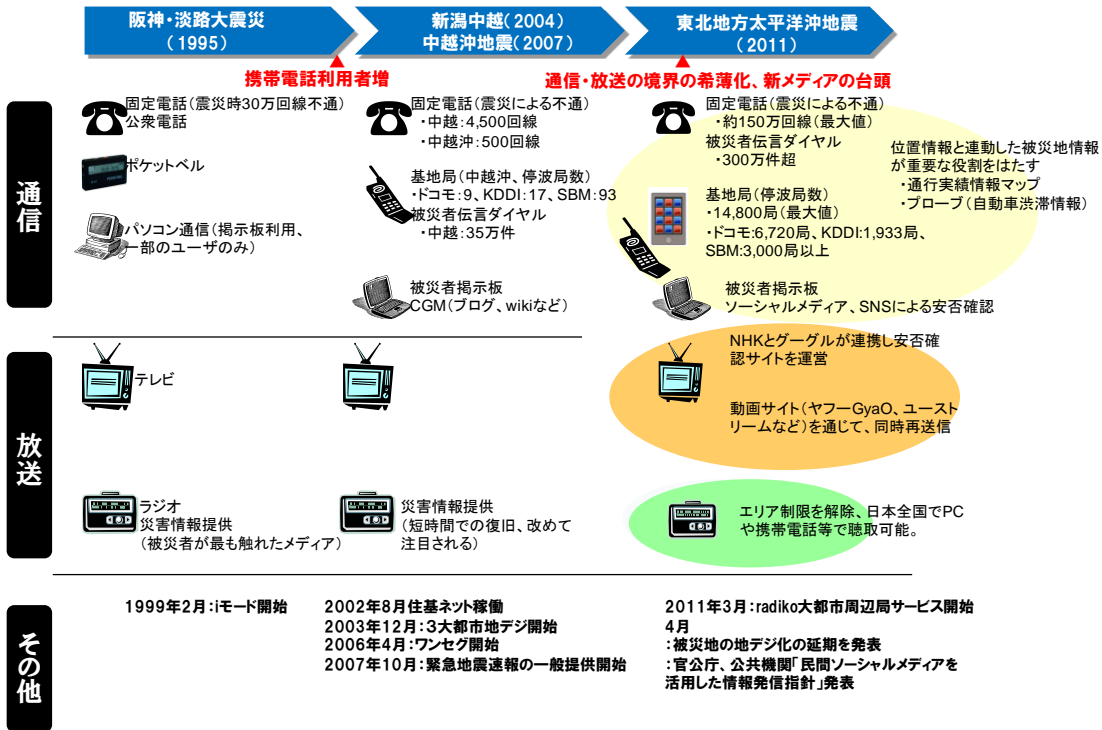 阪神・淡路大震災
（1995）
新潟中越（2004）
中越沖地震（2007）
東北地方太平洋沖地震
（2011）
携帯電話利用者増
通信・放送の境界の希薄化、新メディアの台頭
通信
固定電話（震災時30万回線不通）
公衆電話
ポケットベル
パソコン通信（掲示板利用、
一部のユーザのみ）
固定電話（震災による不通）
・中越：4,500回線
・中越沖：500回線
基地局（中越沖、停波局数）
・ドコモ：9、KDDI：17、SBM：93
被災者伝言ダイヤル
・中越：35万件
被災者掲示板
CGM（ブログ、wikiなど）
固定電話（震災による不通）
・約150万回線（最大値）
被災者伝言ダイヤル
・300万件超
基地局（停波局数）
・14,800局（最大値）
・ドコモ:6,720局、KDDI:1,933局、
SBM:3,000局以上
被災者掲示板
ソーシャルメディア、SNSによる安否確認
位置情報と連動した被災地情報
が重要な役割をはたす
・通行実績情報マップ
・プローブ（自動車渋滞情報）
放送
テレビ
ラジオ
災害情報提供
（被災者が最も触れたメディア）
災害情報提供
（短時間での復旧、改めて
注目される）
NHKとグーグルが連携し安否確
認サイトを運営
動画サイト（ヤフーGyaO、ユースト
リームなど）を通じて、同時再送信
エリア制限を解除、日本全国でPC
や携帯電話等で聴取可能。
その他
1999年2月：iモード開始
2002年8月住基ネット稼働
2003年12月：３大都市地デジ開始
2006年4月：ワンセグ開始
2007年10月：緊急地震速報の一般提供開始
2011年3月：radiko大都市周辺局サービス開始
4月
：被災地の地デジ化の延期を発表
：官公庁、公共機関「民間ソーシャルメディアを
活用した情報発信指針」発表